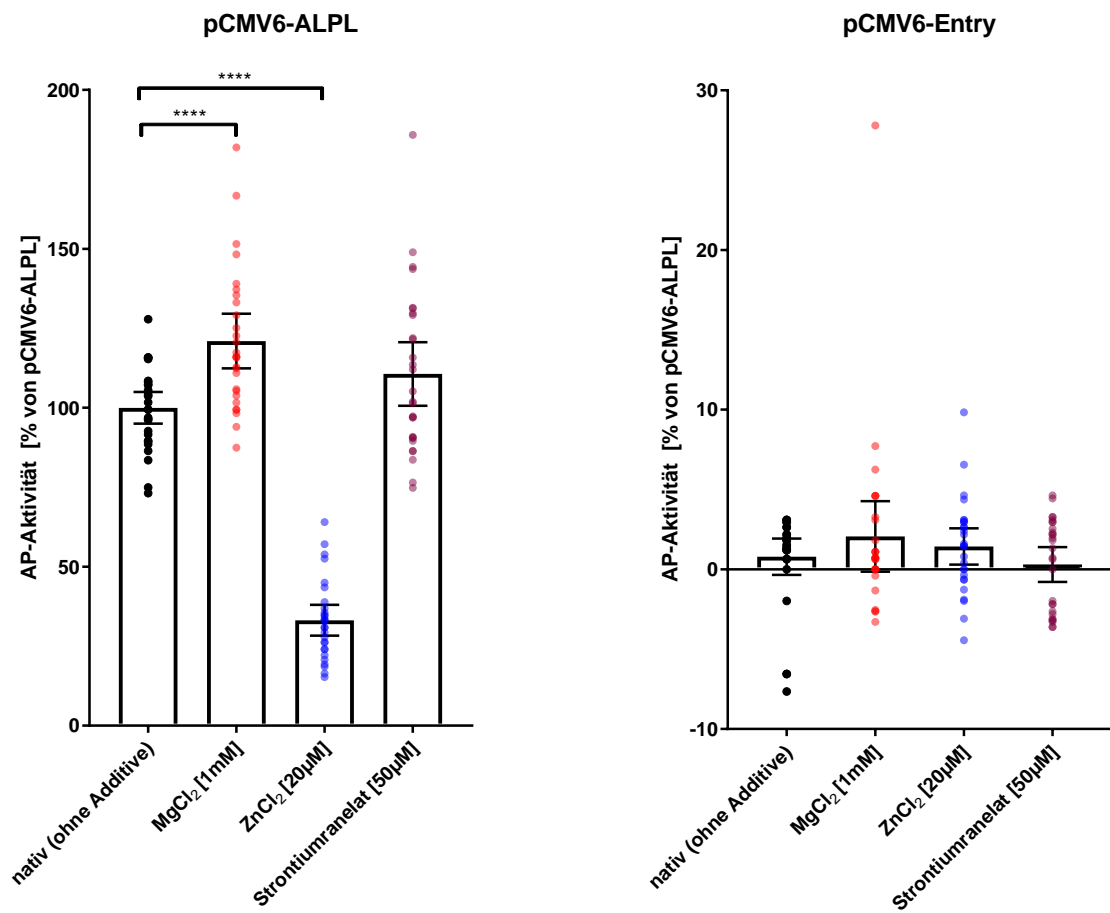 pCMV6-ALPL
****
****
200
150
100
50
0
AP-Aktivität [% von pCMV6-ALPL]
nativ (ohne Additive)
MgCl₂ [1mM]
ZnCl₂ [20µM]
Strontiumranelat [50µM]
pCMV6-Entry
30
20
10
0
-10
AP-Aktivität [% von pCMV6-ALPL]
nativ (ohne Additive)
MgCl₂ [1mM]
ZnCl₂ [20µM]
Strontiumranelat [50µM]